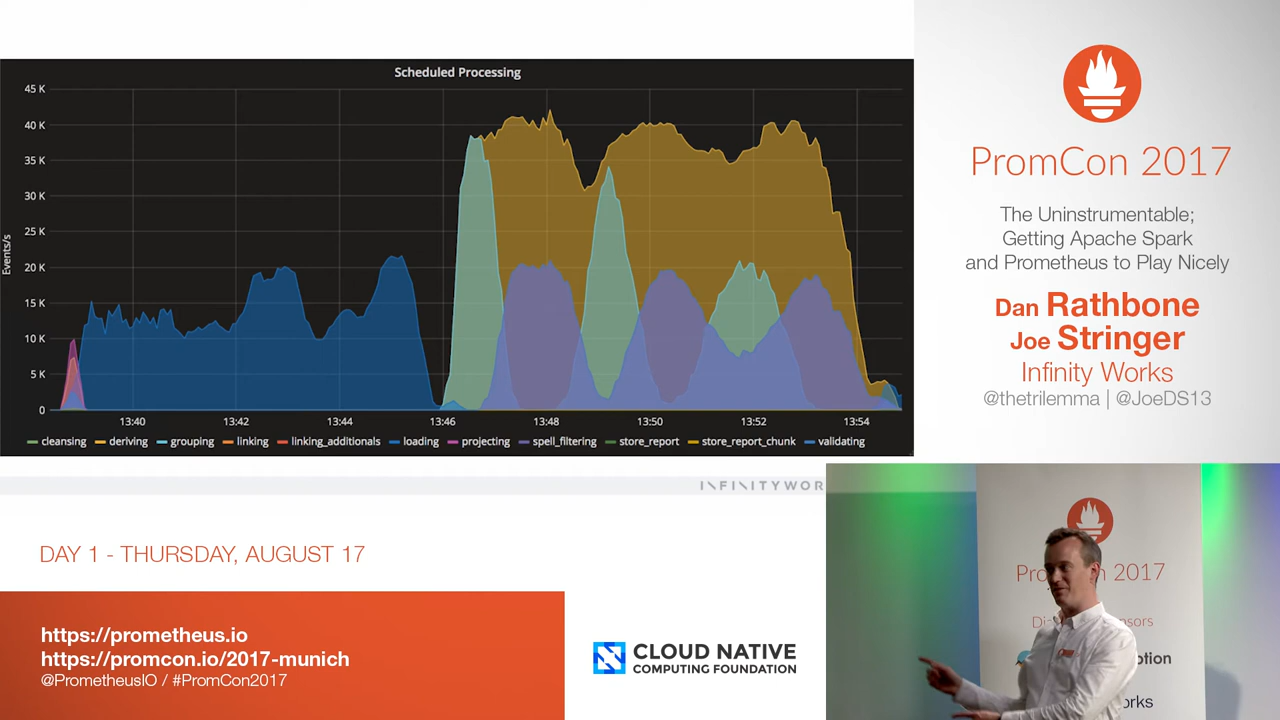 Scheduled Processing
45 K
40 K
35 K
30 K
25 K
20 K
15 K
10 K
5 K
0
Events/s
13:40 13:42 13:44 13:46 13:48 13:50 13:52 13:54
cleansing deriving grouping linking linking_additionals loading projecting spell_filtering store_report store_report_chunk validating
INFINITYWOR
PromCon 2017
The Uninstrumentable;
Getting Apache Spark
and Prometheus to Play Nicely
Dan Rathbone
Joe Stringer
Infinity Works
@thetrilemma | @JoeDS13
DAY 1 - THURSDAY, AUGUST 17
https://prometheus.io
https://promcon.io/2017-munich
@PrometheusIO / #PromCon2017
CLOUD NATIVE
COMPUTING FOUNDATION
2017